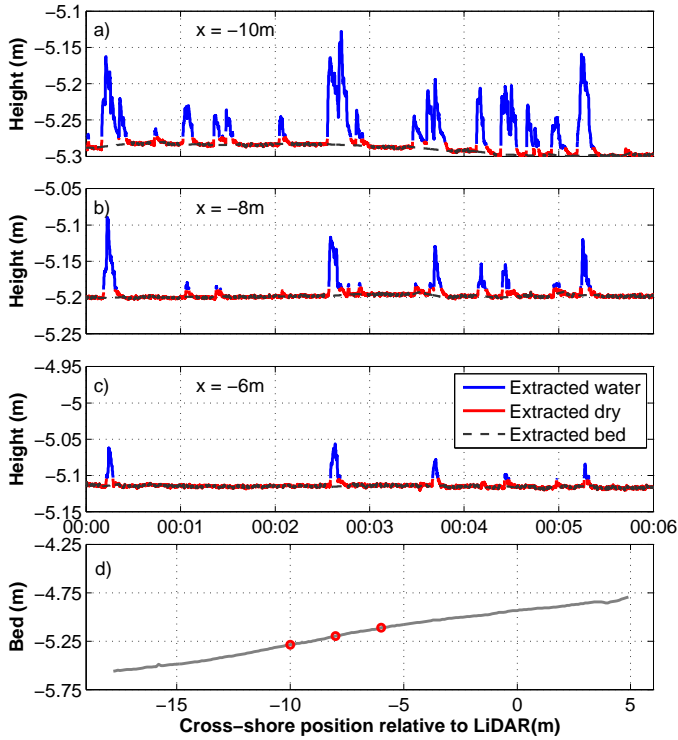 a)
x = −10m
Height (m)
−5.1
−5.15
−5.2
−5.25
−5.3
b)
x = −8m
Height (m)
−5.05
−5.1
−5.15
−5.2
−5.25
c)
x = −6m
Height (m)
−4.95
−5
−5.05
−5.1
−5.15
Extracted water
Extracted dry
Extracted bed
00:00 00:01 00:02 00:03 00:04 00:05 00:06
d)
Bed (m)
−4.25
−4.75
−5.25
−5.75
−15 −10 −5 0 5
Cross−shore position relative to LiDAR(m)